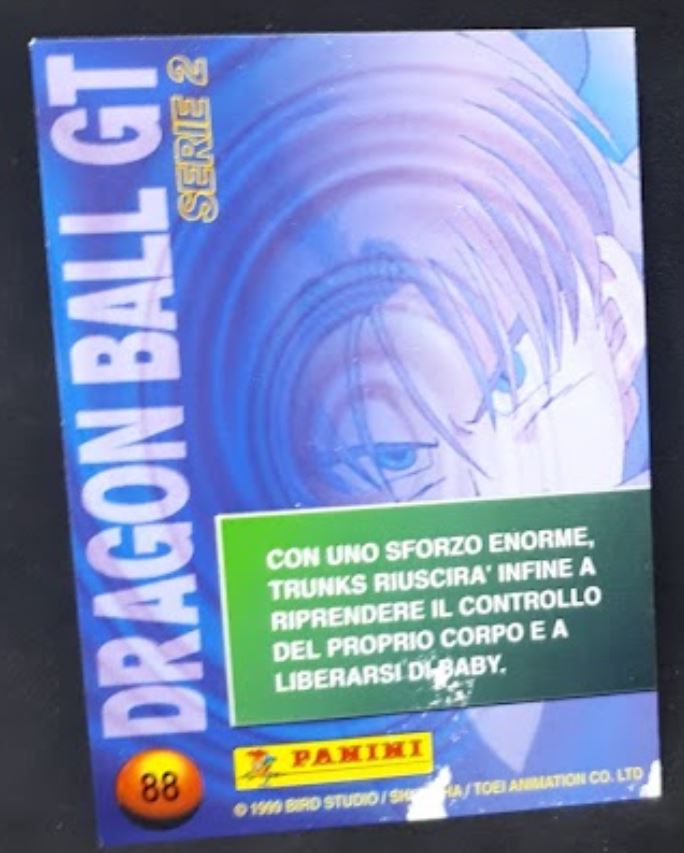 DRAGON BALL GT
SERIE 2
CON UNO SFORZO ENORME,
TRUNKS RIUSCIRA' INFINE A
RIPRENDERE IL CONTROLLO
DEL PROPRIO CORPO E A
LIBERARSI DI BABY.
PANINI
88
© 1999 BIRD STUDIO / / TOEI ANIMATION CO. LTD